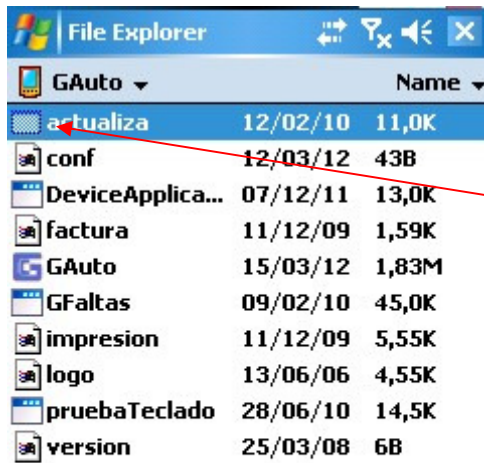 File Explorer
GAuto Name
actualiza 12/02/10 11,0K
conf 12/03/12 43B
DeviceApplica... 07/12/11 13,0K
factura 11/12/09 1,59K
GAuto 15/03/12 1,83M
GFaltas 09/02/10 45,0K
impresion 11/12/09 5,55K
logo 13/06/06 4,55K
pruebaTeclado 28/06/10 14,5K
version 25/03/08 6B